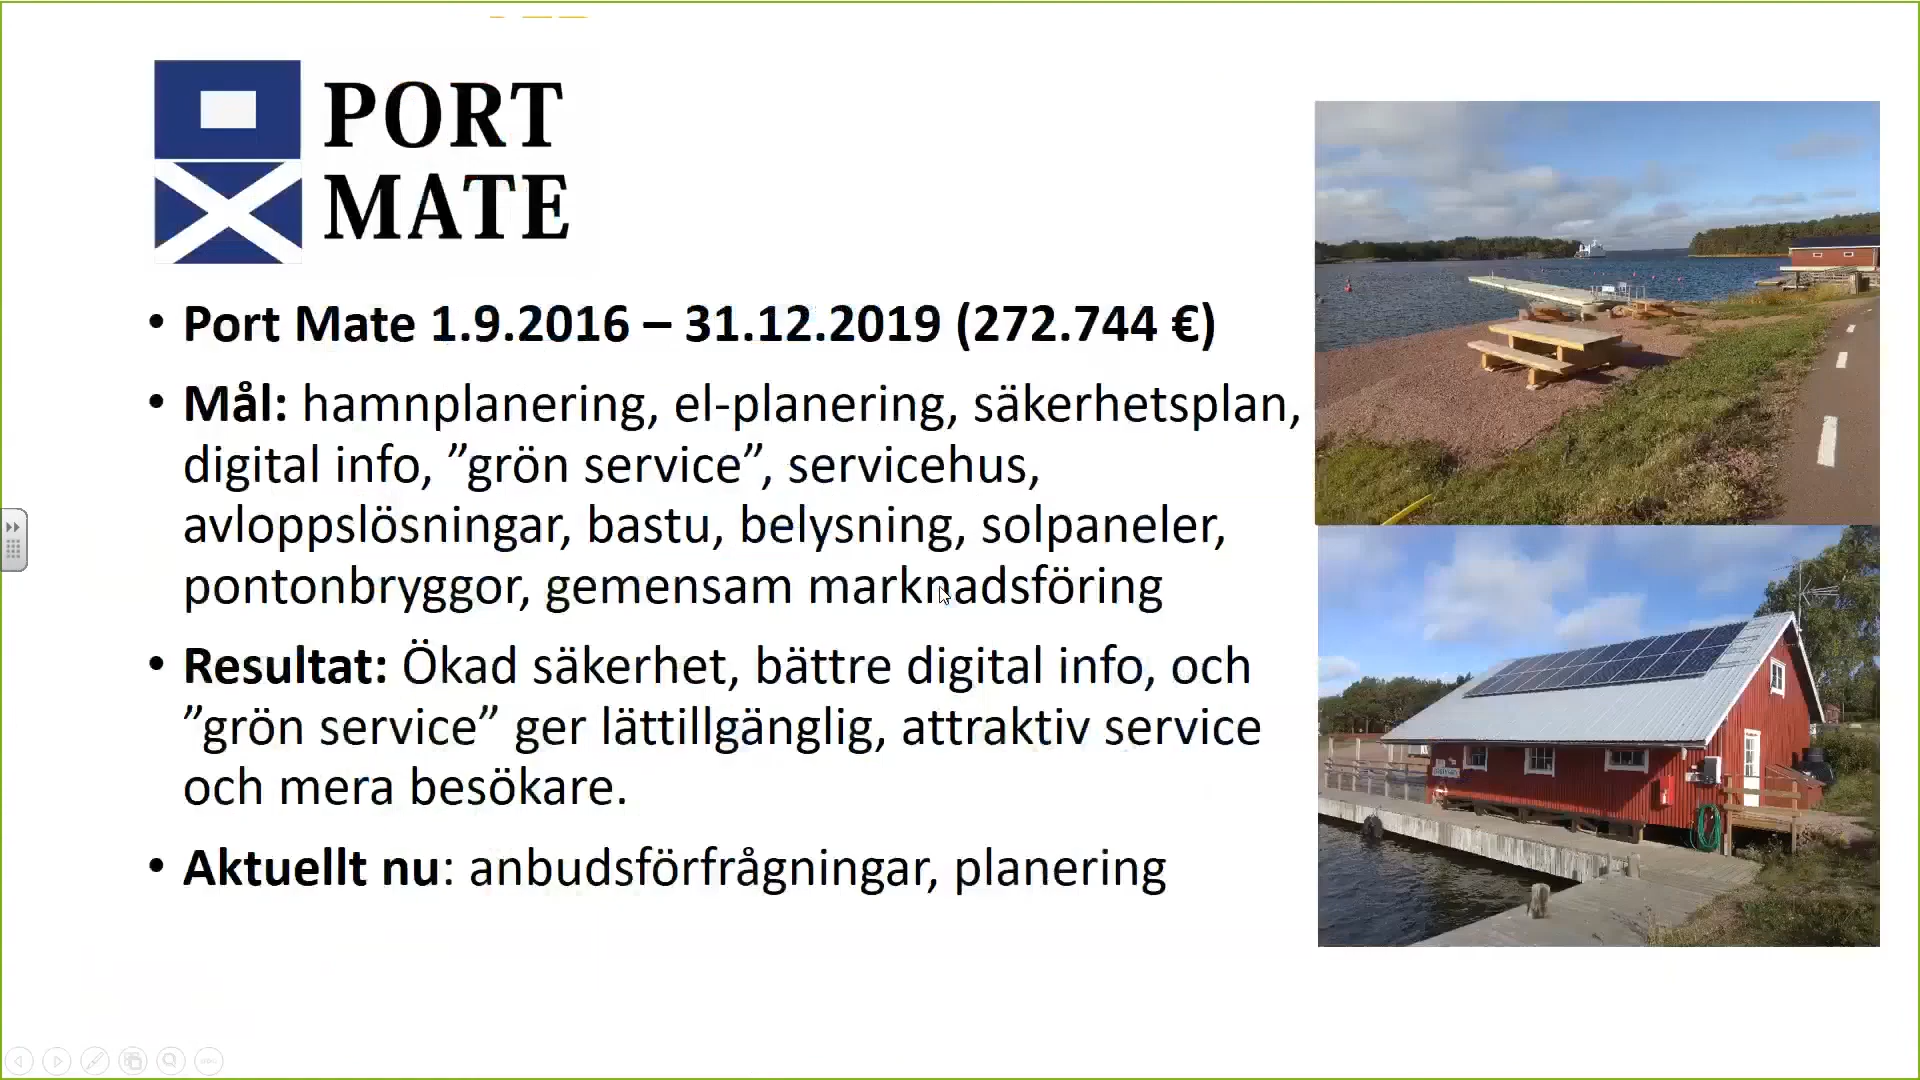 PORT
MATE
• Port Mate 1.9.2016 – 31.12.2019 (272.744 €)
• Mål: hamnplanering, el-planering, säkerhetsplan,
digital info, ”grön service”, servicehus,
avloppslösningar, bastu, belysning, solpaneler,
pontonbryggor, gemensam marknadsföring
• Resultat: Ökad säkerhet, bättre digital info, och
”grön service” ger lättillgänglig, attraktiv service
och mera besökare.
• Aktuellt nu: anbudsförfrågningar, planering